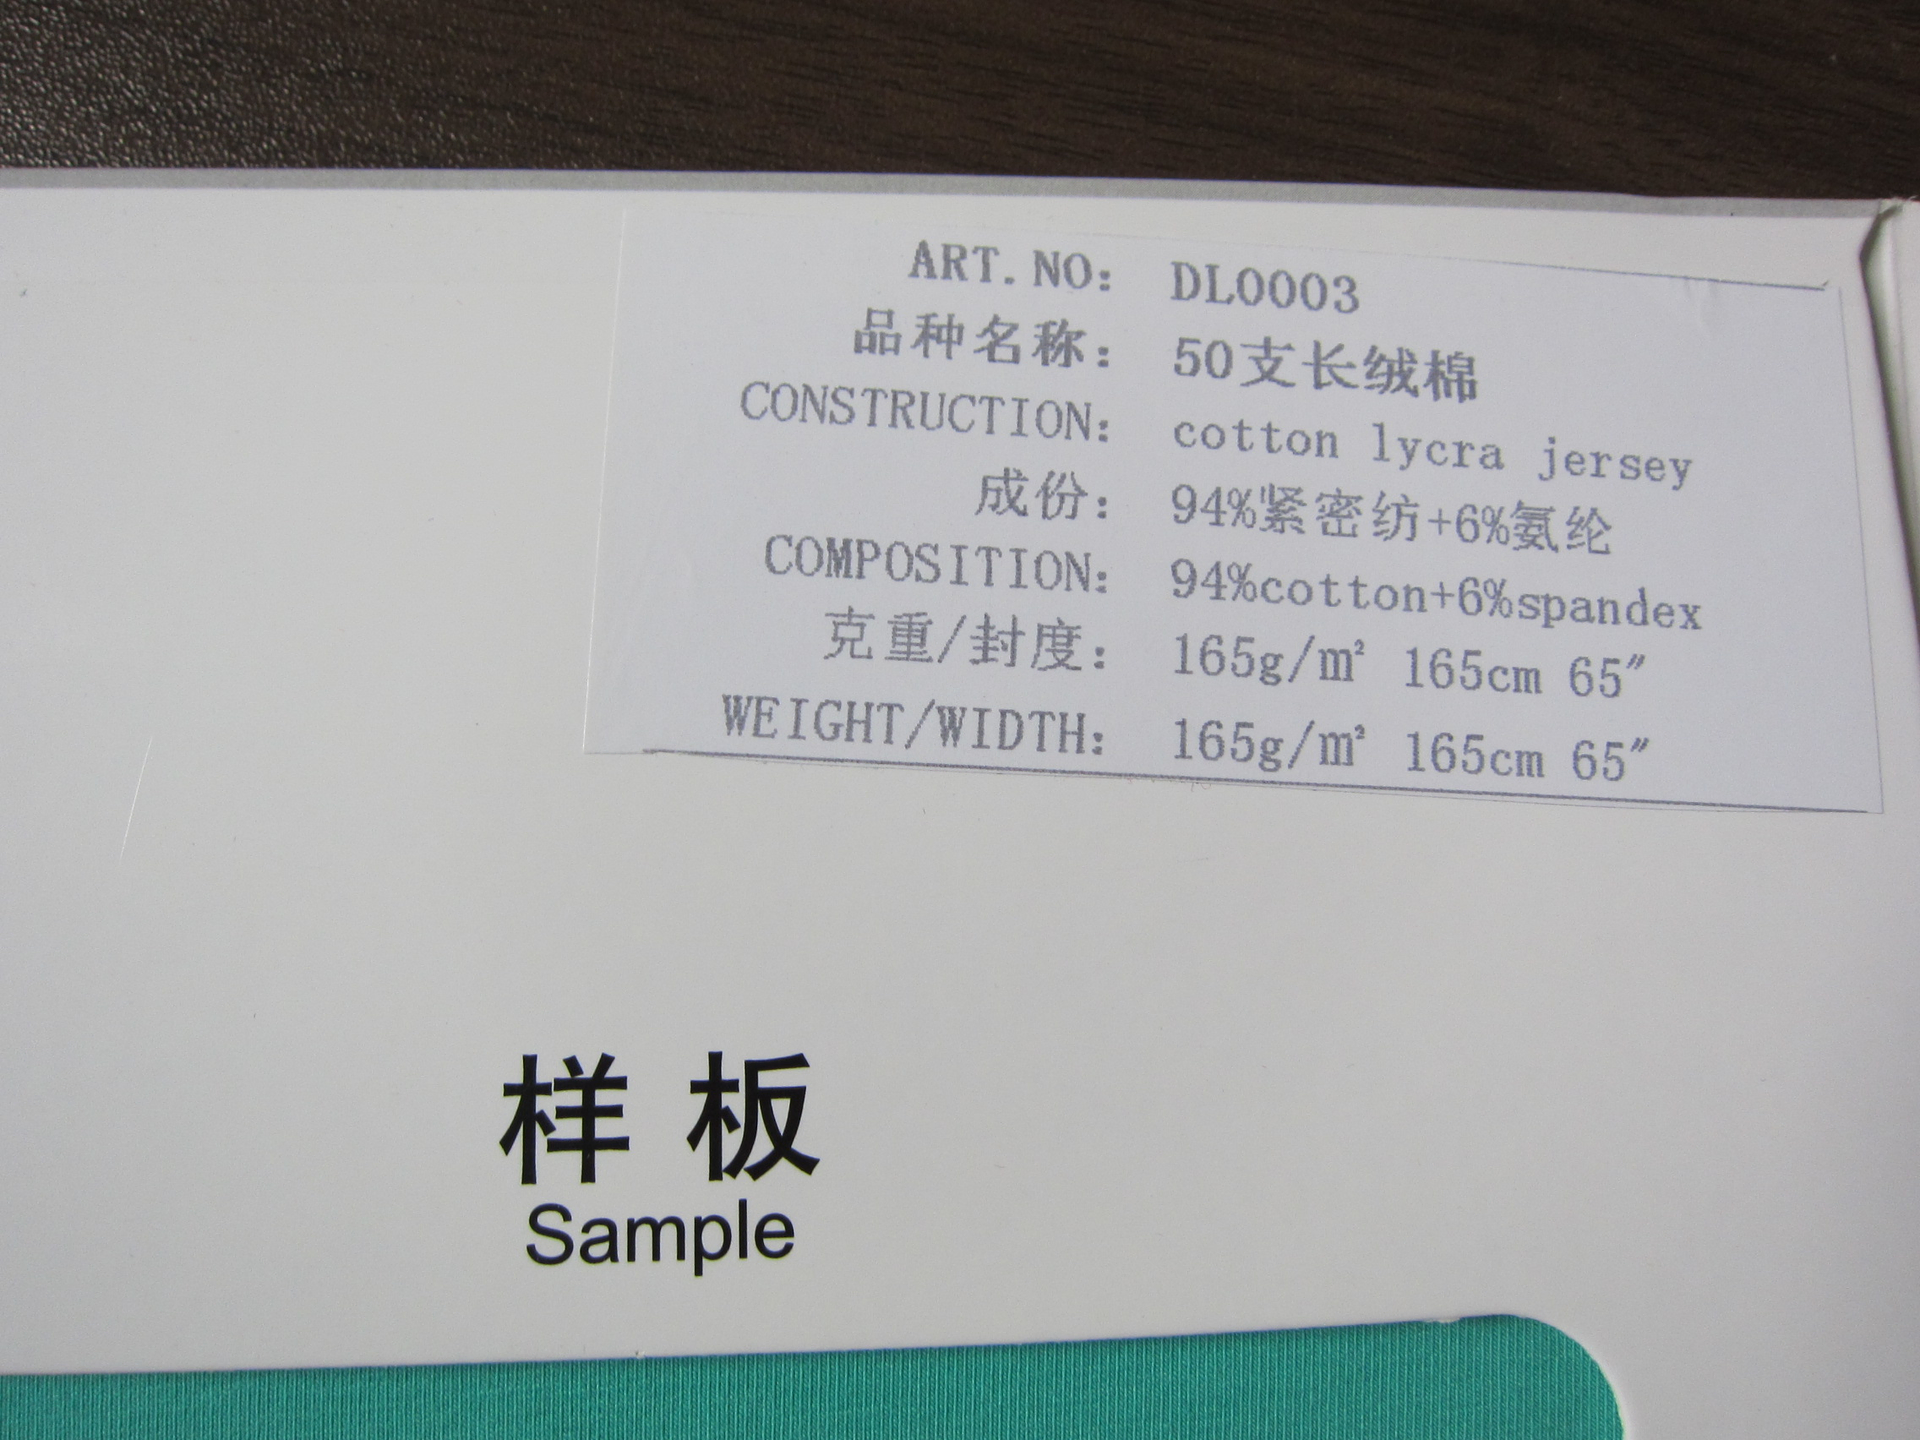 ART.NO: DL0003
品种名称: 50支长绒棉
CONSTRUCTION: cotton lycra jersey
成份: 94%紧密纺+6%氨纶
COMPOSITION: 94%cotton+6%spandex
克重/封度: 165g/m² 165cm 65″
WEIGHT/WIDTH: 165g/m² 165cm 65″
样板
Sample